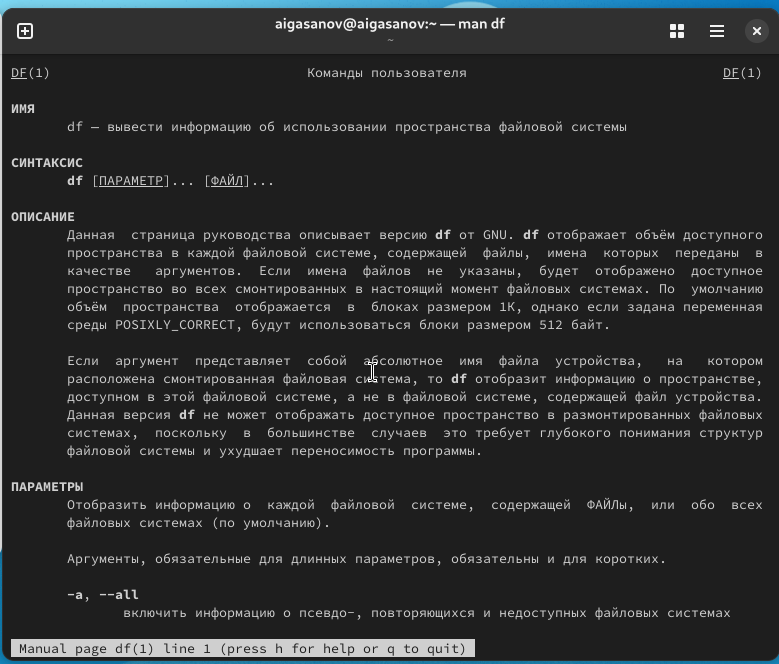 aigasanov@aigasanov:~ — man df
~
DF(1) Команды пользователя DF(1)
ИМЯ
df — вывести информацию об использовании пространства файловой системы
СИНТАКСИС
df [ПАРАМЕТР]... [ФАЙЛ]...
ОПИСАНИЕ
Данная страница руководства описывает версию df от GNU. df отображает объём доступного
пространства в каждой файловой системе, содержащей файлы, имена которых переданы в
качестве аргументов. Если имена файлов не указаны, будет отображено доступное
пространство во всех смонтированных в настоящий момент файловых системах. По умолчанию
объём пространства отображается в блоках размером 1К, однако если задана переменная
среды POSIXLY_CORRECT, будут использоваться блоки размером 512 байт.
Если аргумент представляет собой абсолютное имя файла устройства, на котором
расположена смонтированная файловая система, то df отобразит информацию о пространстве,
доступном в этой файловой системе, а не в файловой системе, содержащей файл устройства.
Данная версия df не может отображать доступное пространство в размонтированных файловых
системах, поскольку в большинстве случаев это требует глубокого понимания структур
файловой системы и ухудшает переносимость программы.
ПАРАМЕТРЫ
Отобразить информацию о каждой файловой системе, содержащей ФАЙЛы, или обо всех
файловых системах (по умолчанию).
Аргументы, обязательные для длинных параметров, обязательны и для коротких.
-a, --all
включить информацию о псевдо-, повторяющихся и недоступных файловых системах
Manual page df(1) line 1 (press h for help or q to quit)